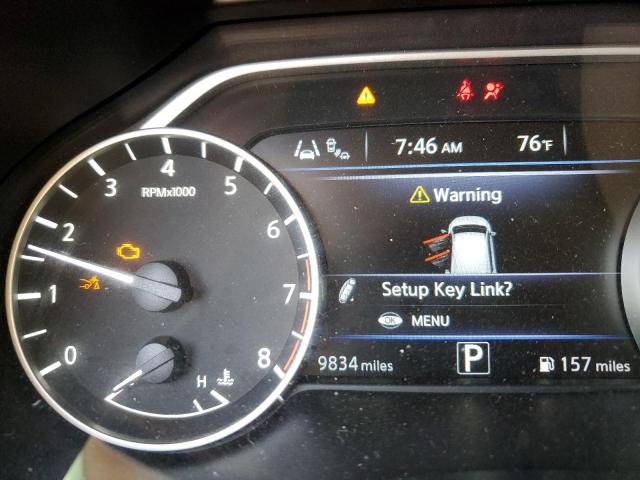 7:46 AM 76°F
4
3 5
RPMx1000
2 6
Warning
1 7
Setup Key Link?
OK MENU
0 8
H
9834 miles P 157 miles